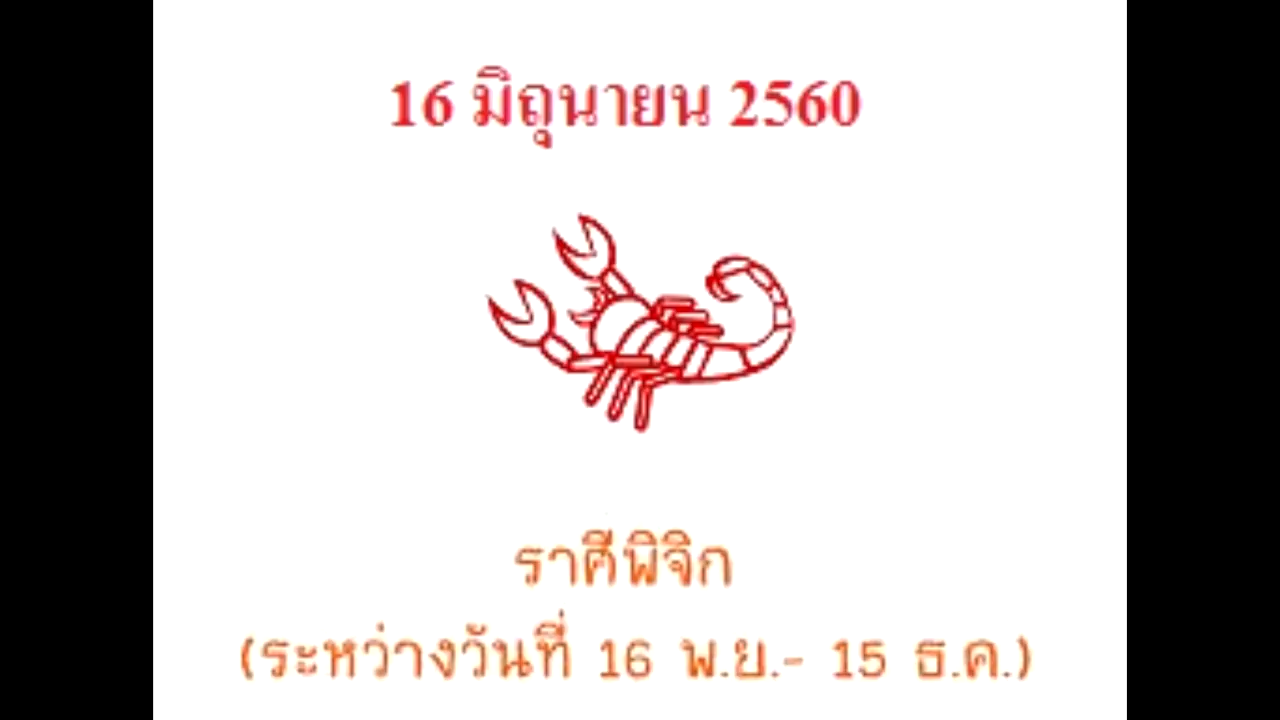 16 มิถุนายน 2560
ราศีพิจิก
(ระหว่างวันที่ 16 พ.ย.- 15 ธ.ค.)